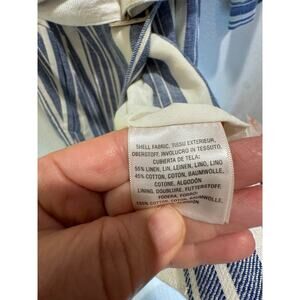 SHELL FABRIC, TISSU EXTERIEUR,
OBERSTOFF, INVOLUCRO IN TESSUTO,
CUBIERTA DE TELA:
55% LINEN, LIN, LEINEN, LINO, LINO
45% COTTON, COTON, BAUMWOLLE,
COTONE, ALGODÓN
LINING, DOUBLURE, FUTTERSTOFF,
FODERA, FORRO:
100% COTTON, COTON, BAUMWOLLE,